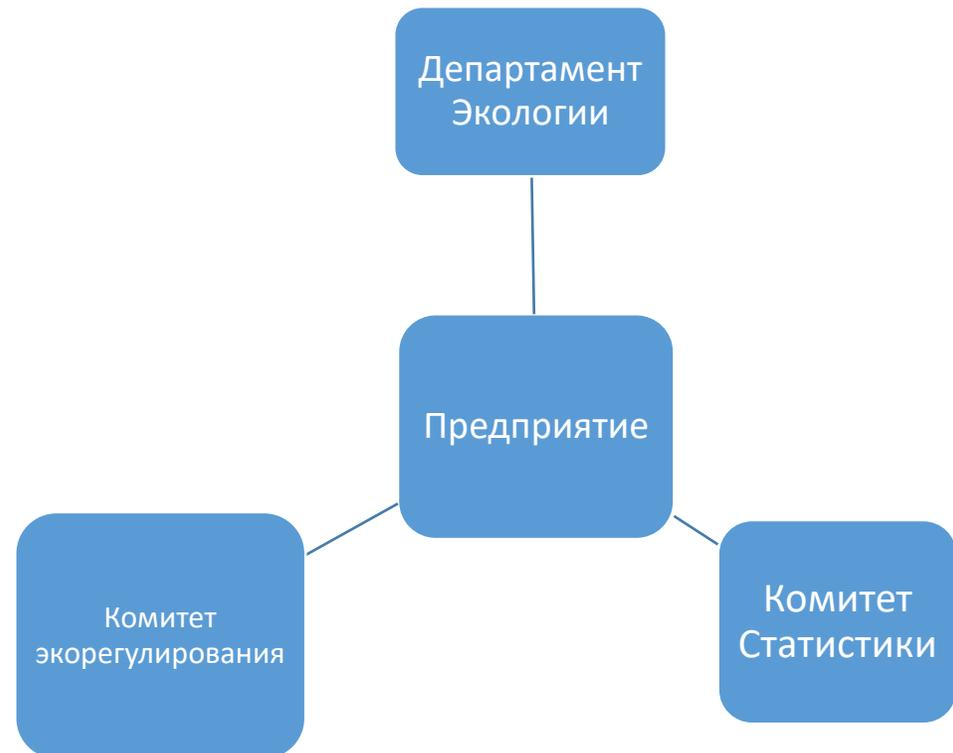 Департамент
Экологии
Предприятие
Комитет
экорегулирования
Комитет
Статистики